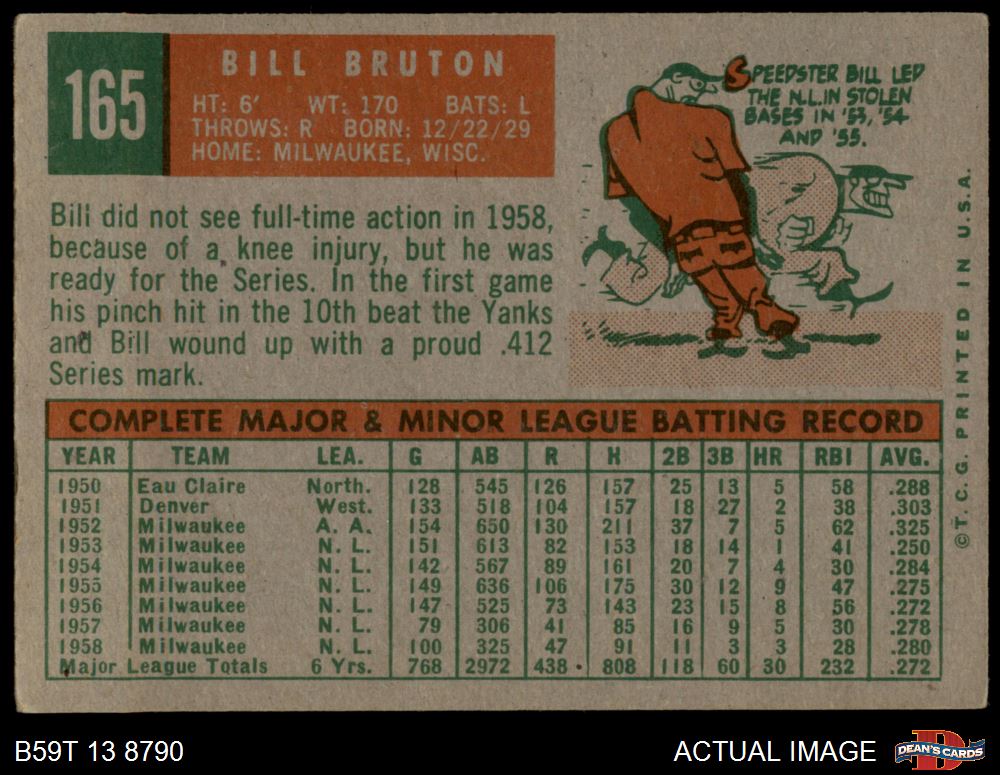 165
BILL BRUTON
HT: 6' WT: 170 BATS: L
THROWS: R BORN: 12/22/29
HOME: MILWAUKEE, WISC.
SPEEDSTER BILL LED
THE N.L. IN STOLEN
BASES IN '53, '54
AND '55.
Bill did not see full-time action in 1958,
because of a knee injury, but he was
ready for the Series. In the first game
his pinch hit in the 10th beat the Yanks
and Bill wound up with a proud .412
Series mark.
COMPLETE MAJOR & MINOR LEAGUE BATTING RECORD
YEAR TEAM LEA. G AB R H 2B 3B HR RBI AVG.
1950 Eau Claire North. 128 545 126 157 25 13 5 58 .288
1951 Denver West. 133 518 104 157 18 27 2 38 .303
1952 Milwaukee A. A. 154 650 130 211 37 7 5 62 .325
1953 Milwaukee N. L. 151 613 82 153 18 14 1 41 .250
1954 Milwaukee N. L. 142 567 89 161 20 7 4 30 .284
1955 Milwaukee N. L. 149 636 106 175 30 12 9 47 .275
1956 Milwaukee N. L. 147 525 73 143 23 15 8 56 .272
1957 Milwaukee N. L. 79 306 41 85 16 9 5 30 .278
1958 Milwaukee N. L. 100 325 47 91 11 3 3 28 .280
Major League Totals 6 Yrs. 768 2972 438 808 118 60 30 232 .272
©T. C. G. PRINTED IN U.S.A.
B59T 13 8790
ACTUAL IMAGE
D
DEAN'S CARDS